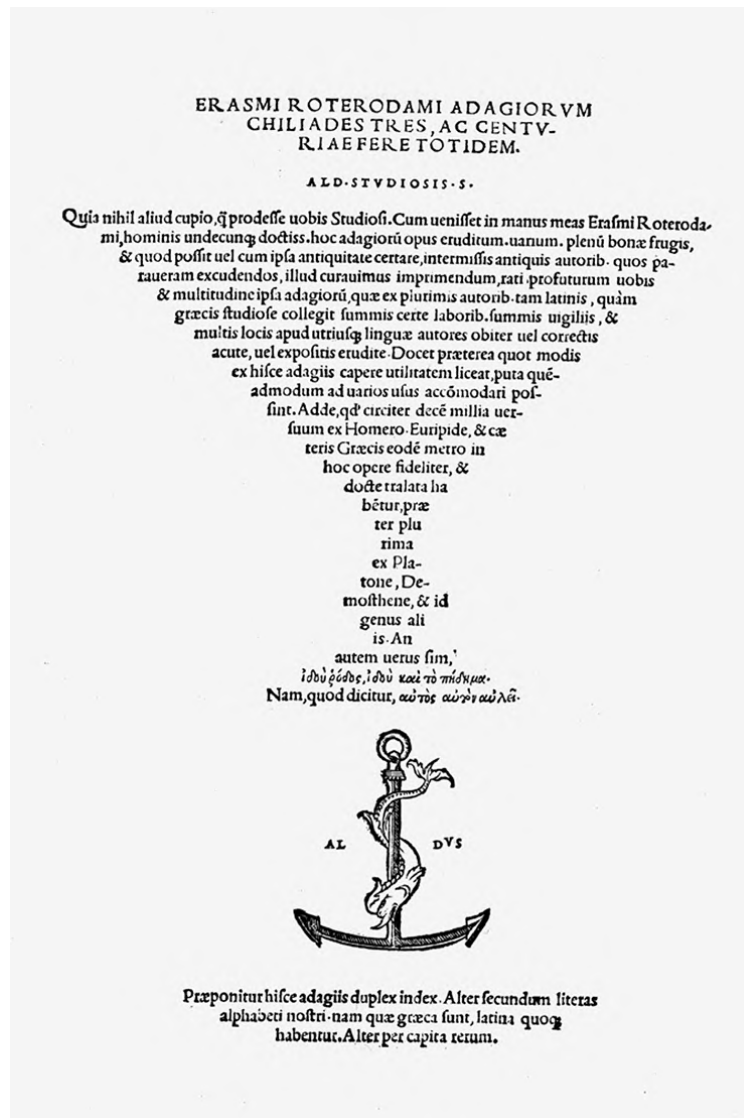 ERASMI ROTERODAMI ADAGIORVM
CHILIADES TRES, AC CENTV-
RIAE FERE TOTIDEM.
ALD·STVDIOSIS·S.
Quia nihil aliud cupio, q̃ prodeſſe uobis Studioſi. Cum ueniſſet in manus meas Eraſmi Roteroda-
mi, hominis undecunq; doctiſſ. hoc adagiorũ opus eruditum. uarium. plenũ bonæ frugis,
& quod poſſit uel cum ipſa antiquitate certare, intermiſſis antiquis autorib· quos pa-
raueram excudendos, illud curauimus imprimendum, rati profuturum uobis
& multitudine ipſa adagiorũ, quæ ex plurimis autorib· tam latinis, quàm
græcis ſtudioſe collegit ſummis certe laborib. ſummis uigiliis, &
multis locis apud utriuſq; linguæ autores obiter uel correctis
acute, uel expoſitis erudite. Docet præterea quot modis
ex hiſce adagiis capere utilitatem liceat, puta quẽ-
admodum ad uarios uſus accõmodari poſ-
ſint. Adde, qd' circiter decẽ millia uer-
ſuum ex Homero· Euripide, & cæ
teris Græcis eodẽ metro in
hoc opere fideliter, &
docte tralata ha
bẽtur, præ
ter plu
rima
ex Pla-
tone, De-
moſthene, & id
genus ali
is· An
autem uerus ſim,
ἰδοὺ ῥόδος, ἰδοὺ καὶ τὸ πήδημα·
Nam, quod dicitur, αὐτὸς αὑτὸν αὐλεῖ·
AL DVS
Præponitur hiſce adagiis duplex index. Alter ſecundum literas
alphabeti noſtri· nam quæ græca ſunt, latina quoq;
habentur. Alter per capita rerum.